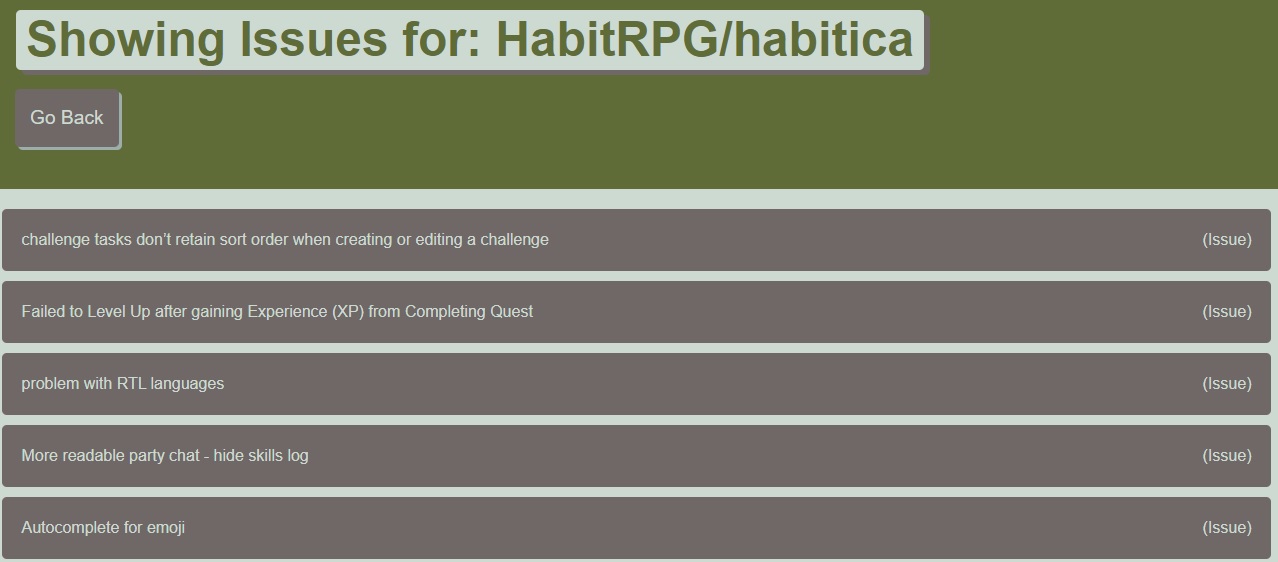 Showing Issues for: HabitRPG/habitica
Go Back
challenge tasks don’t retain sort order when creating or editing a challenge (Issue)
Failed to Level Up after gaining Experience (XP) from Completing Quest (Issue)
problem with RTL languages (Issue)
More readable party chat - hide skills log (Issue)
Autocomplete for emoji (Issue)